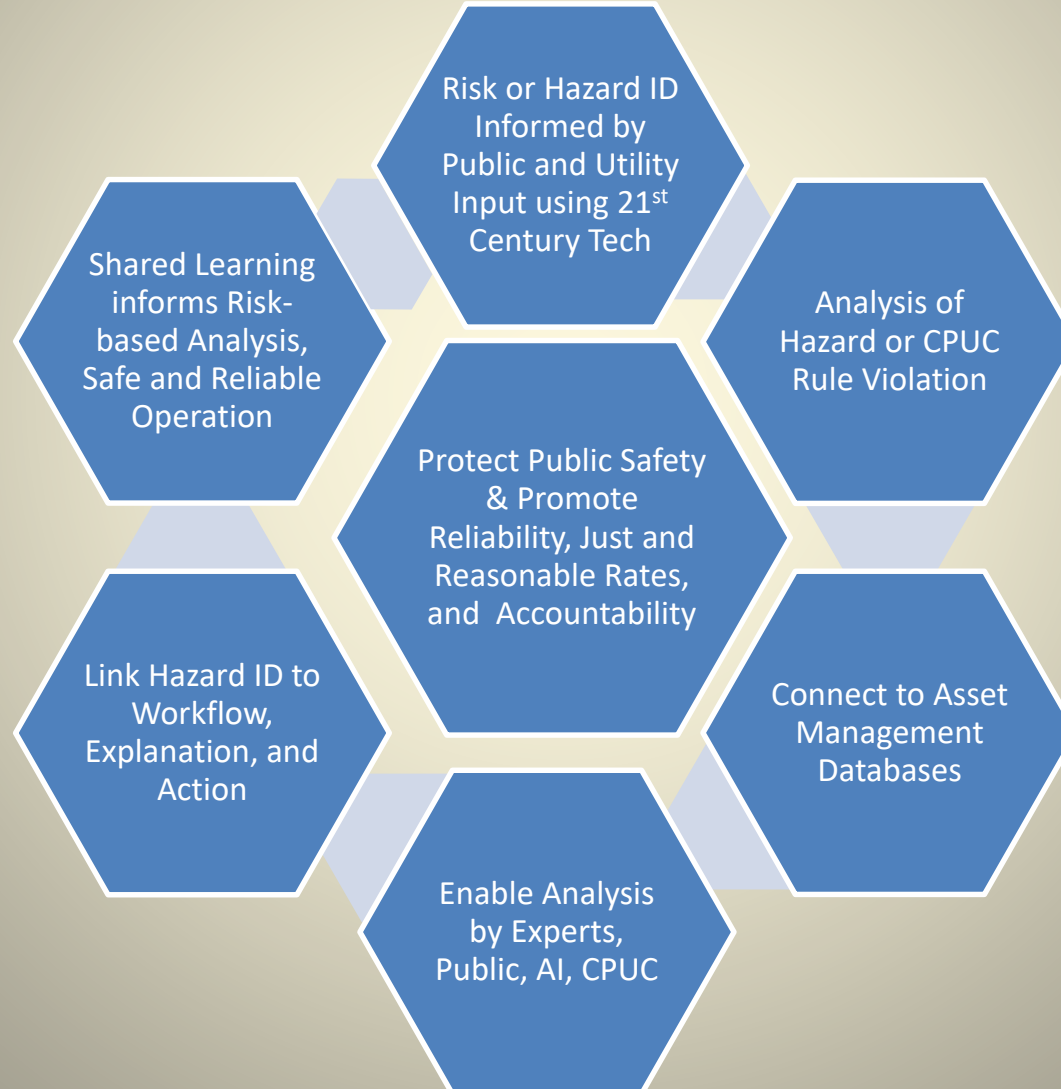 Risk or Hazard ID
Informed by
Public and Utility
Input using 21st
Century Tech
Analysis of
Hazard or CPUC
Rule Violation
Connect to Asset
Management
Databases
Enable Analysis
by Experts,
Public, AI, CPUC
Link Hazard ID to
Workflow,
Explanation, and
Action
Shared Learning
informs Risk-
based Analysis,
Safe and Reliable
Operation
Protect Public Safety
& Promote
Reliability, Just and
Reasonable Rates,
and Accountability